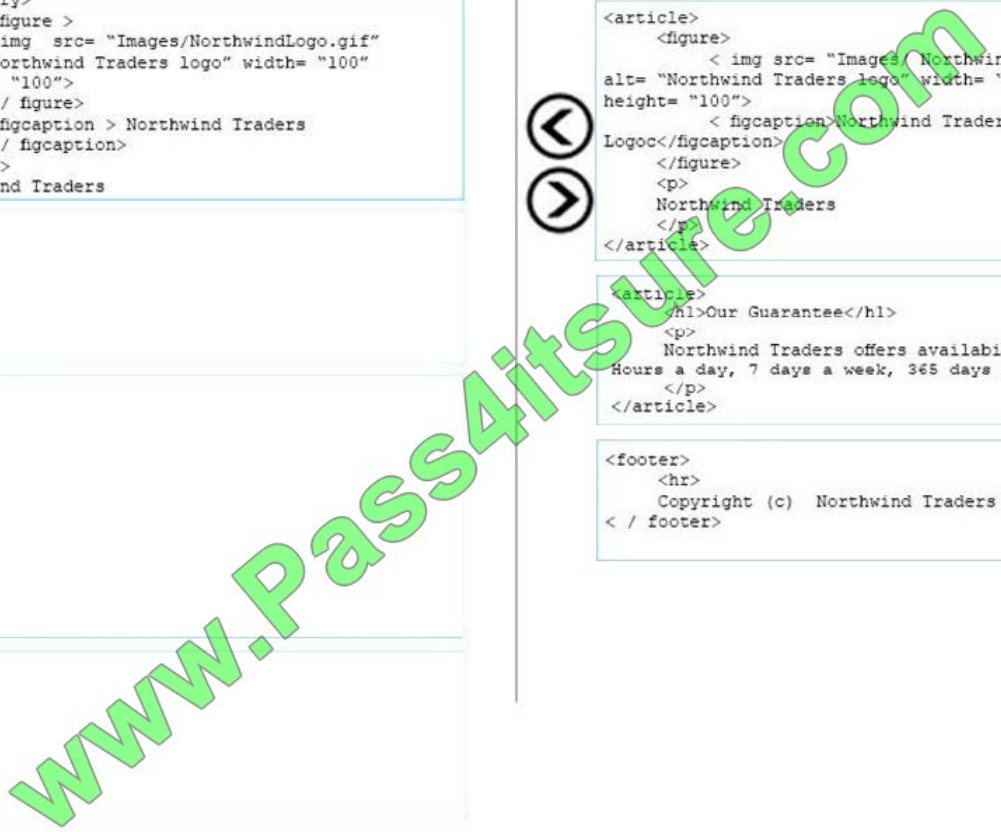 figure >
img src= “Images/NorthwindLogo.gif”
orthwind Traders logo” width= “100”
“100”>
/ figure>
figcaption > Northwind Traders
/ figcaption>
>
nd Traders
<article>
<figure>
< img src= “Images/ Northwin
alt= “Northwind Traders logo” width= “
height= “100”>
< figcaption>Northwind Trader
Logoc</figcaption>
</figure>
<p>
Northwind Traders
</p>
</article>
<article>
</h1>Our Guarantee</h1>
<p>
Northwind Traders offers availabi
Hours a day, 7 days a week, 365 days
</p>
</article>
<footer>
<hr>
Copyright (c) Northwind Traders
< / footer>
www.Pass4itsure.com